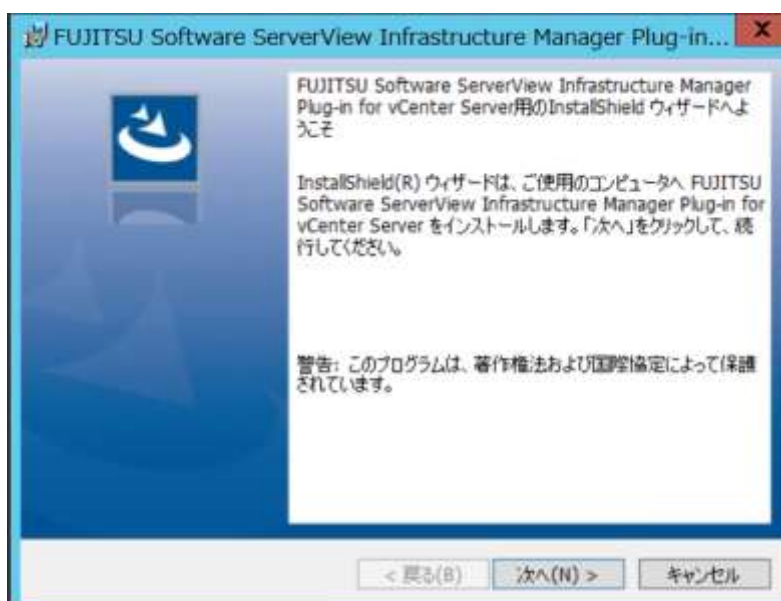 FUJITSU Software ServerView Infrastructure Manager Plug-in...
FUJITSU Software ServerView Infrastructure Manager
Plug-in for vCenter Server用のInstallShield ウィザードへよ
うこそ
InstallShield(R) ウィザードは、ご使用のコンピュータへ FUJITSU
Software ServerView Infrastructure Manager Plug-in for
vCenter Server をインストールします。「次へ」をクリックして、続
行してください。
警告: このプログラムは、著作権法および国際協定によって保護
されています。
< 戻る(B)
次へ(N) >
キャンセル